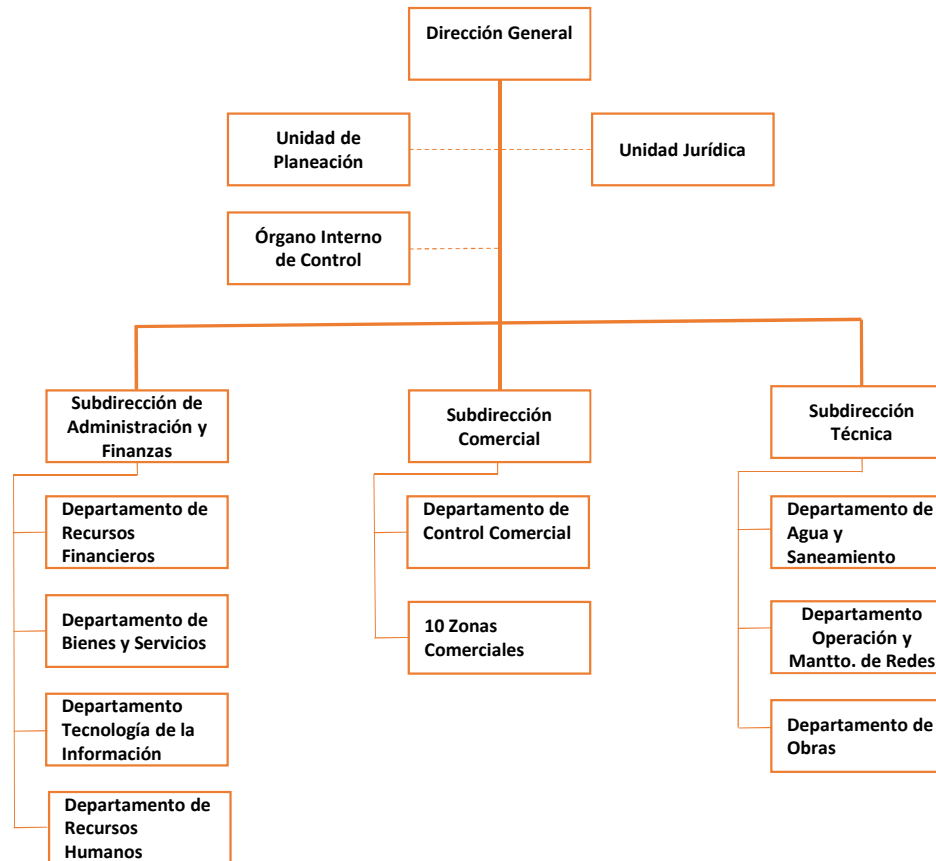 Dirección General
Unidad de
Planeación
Unidad Jurídica
Órgano Interno
de Control
Subdirección de
Administración y
Finanzas
Subdirección
Comercial
Subdirección
Técnica
Departamento de
Recursos
Financieros
Departamento de
Control Comercial
Departamento de
Agua y
Saneamiento
Departamento de
Bienes y Servicios
10 Zonas
Comerciales
Departamento
Operación y
Mantto. de Redes
Departamento
Tecnología de la
Información
Departamento de
Obras
Departamento de
Recursos
Humanos